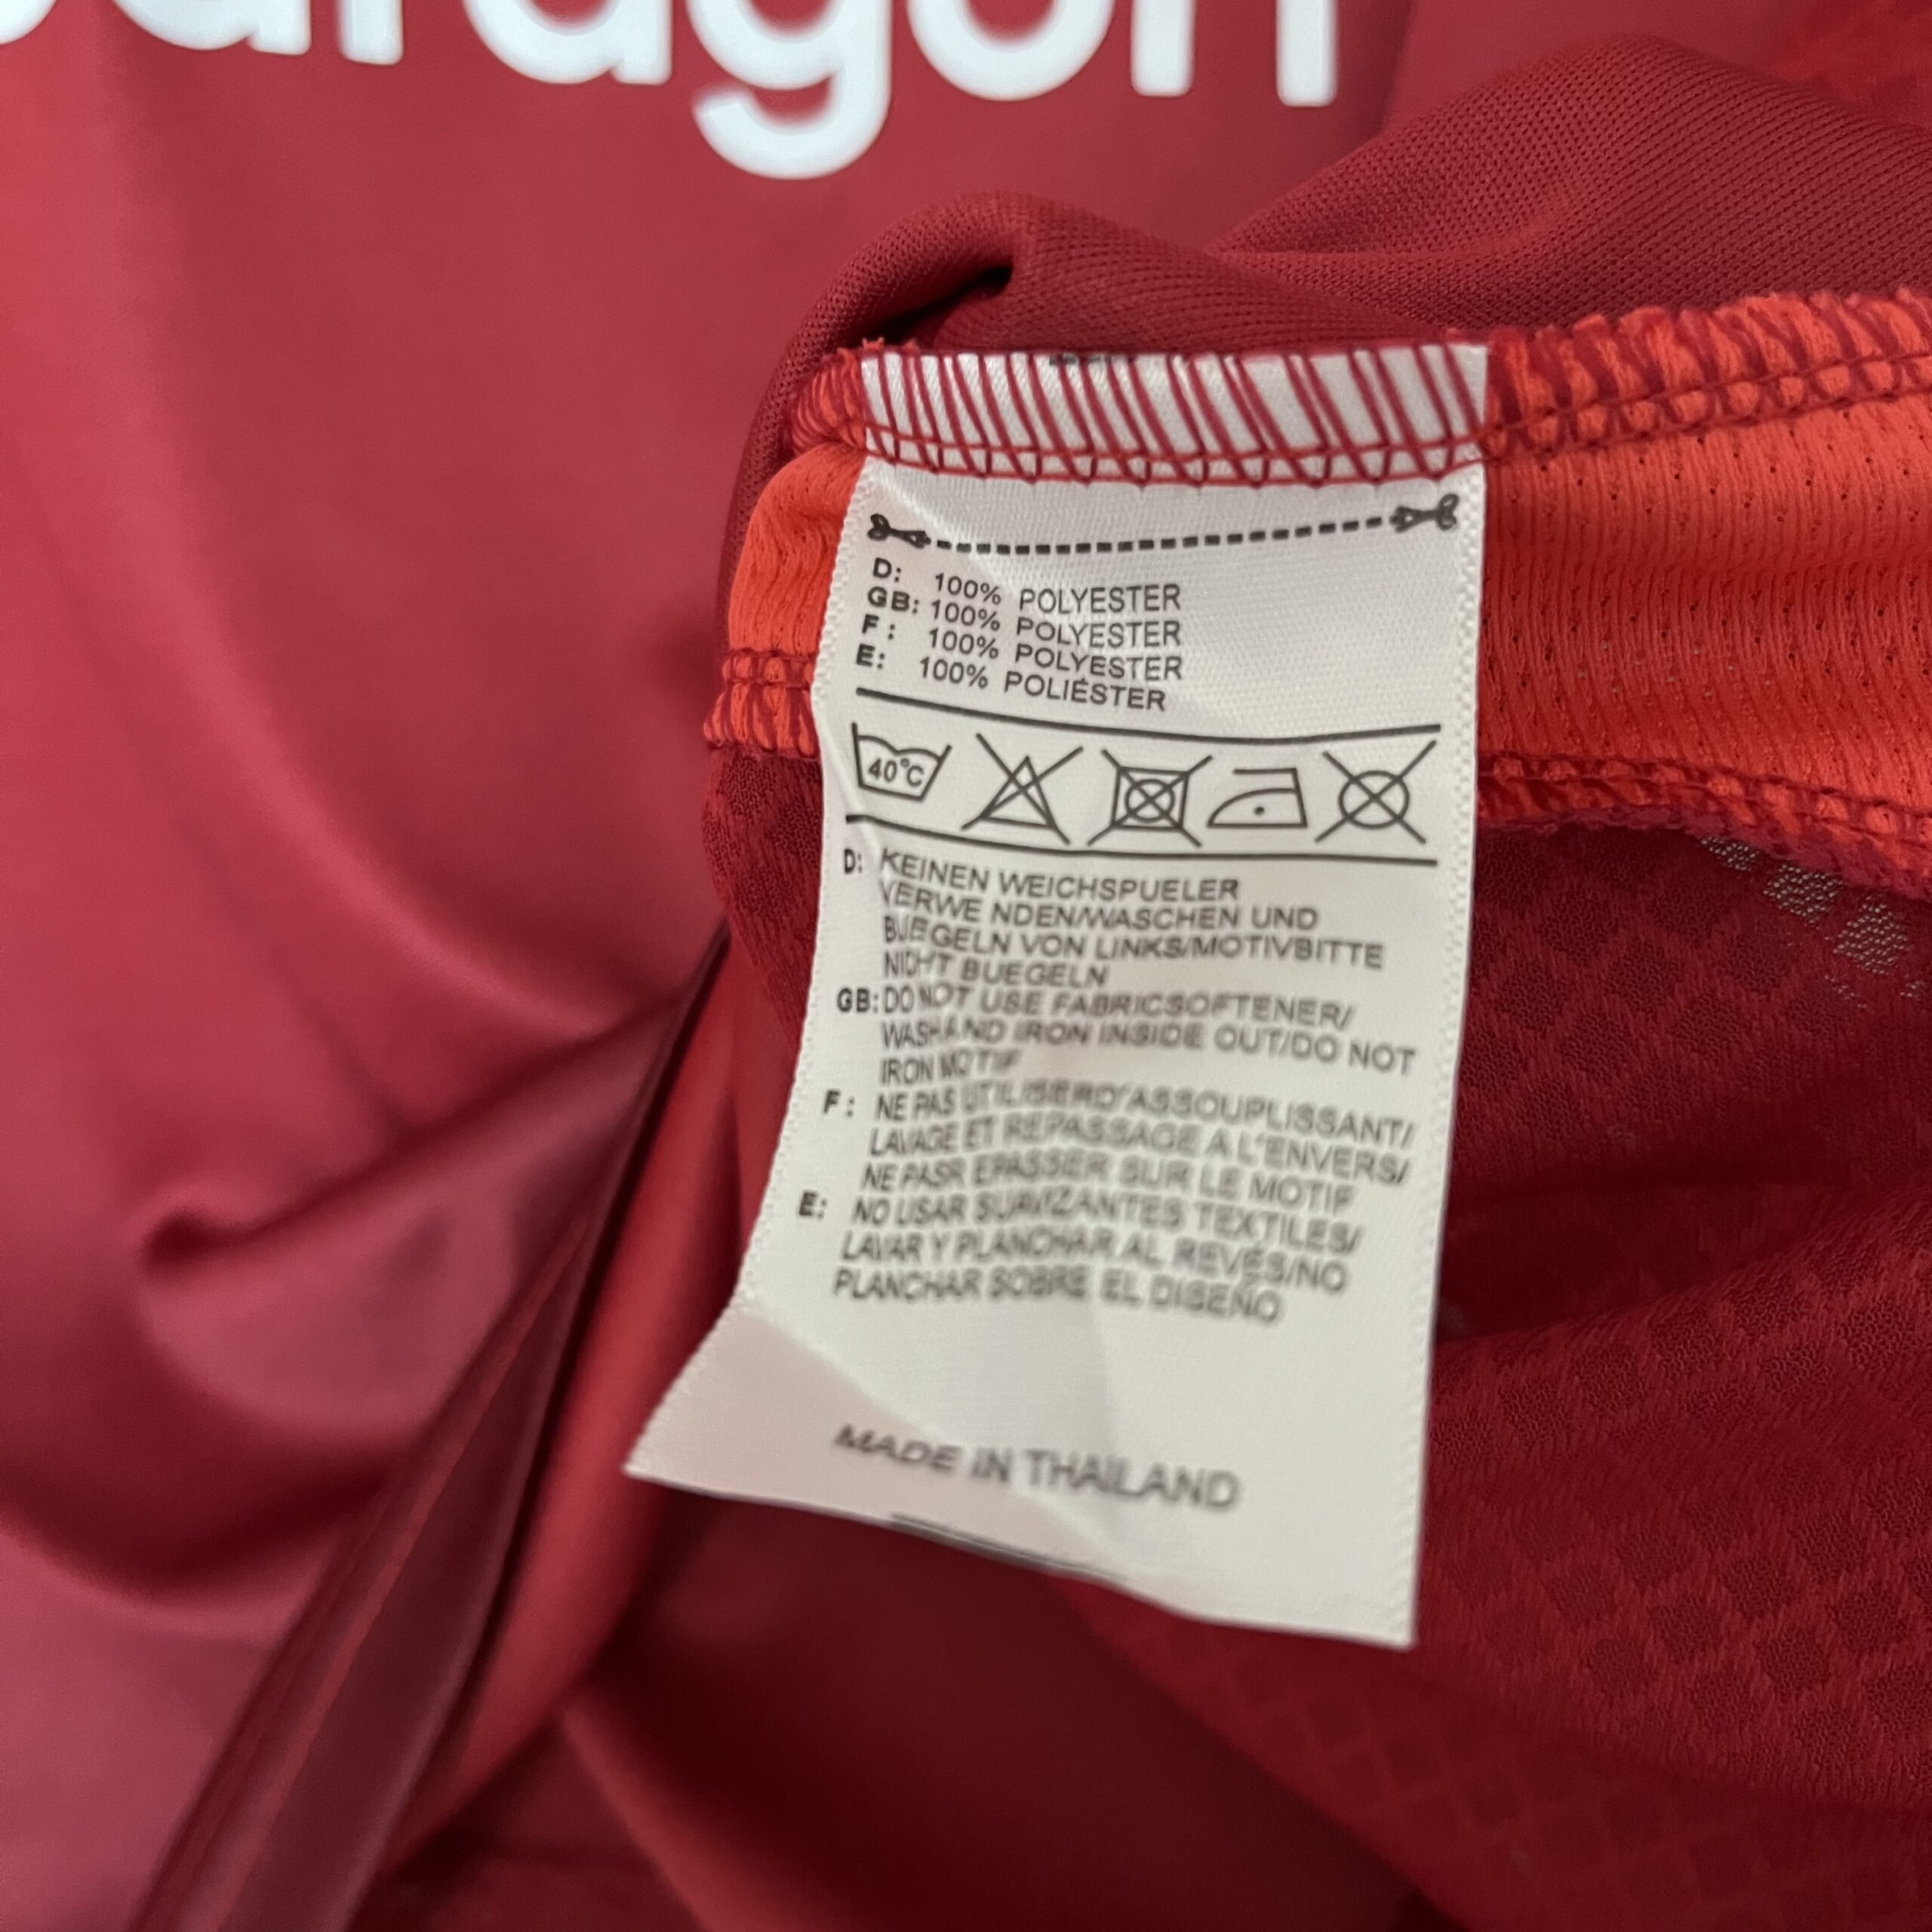 aragon
D: 100% POLYESTER
GB: 100% POLYESTER
F: 100% POLYESTER
E: 100% POLIÉSTER
40°C
D: KEINEN WEICHSPUELER
VERWE NDEN/WASCHEN UND
BUEGELN VON LINKS/MOTIVBITTE
NICHT BUEGELN
GB: DO NOT USE FABRICSOFTENER/
WASH AND IRON INSIDE OUT/DO NOT
IRON MOTIF
F: NE PAS UTILISERD'ASSOUPLISSANT/
LAVAGE ET REPASSAGE A L'ENVERS/
NE PASR EPASSER SUR LE MOTIF
E: NO USAR SUAVIZANTES TEXTILES/
LAVAR Y PLANCHAR AL REVÉS/NO
PLANCHAR SOBRE EL DISEÑO
MADE IN THAILAND